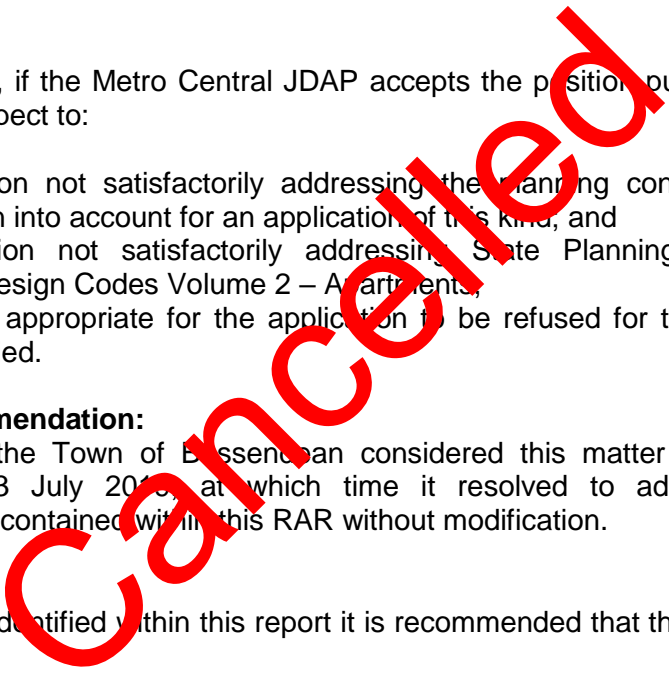 , if the Metro Central JDAP accepts the position pu
pect to:
on not satisfactorily addressing the planning con
n into account for an application of this kind; and
ion not satisfactorily addressing State Planning
esign Codes Volume 2 – Apartments;
appropriate for the application to be refused for t
ed.
mendation:
the Town of Bassendean considered this matter
3 July at which time it resolved to ad
contained within this RAR without modification.
dentified within this report it is recommended that th
Cancelled